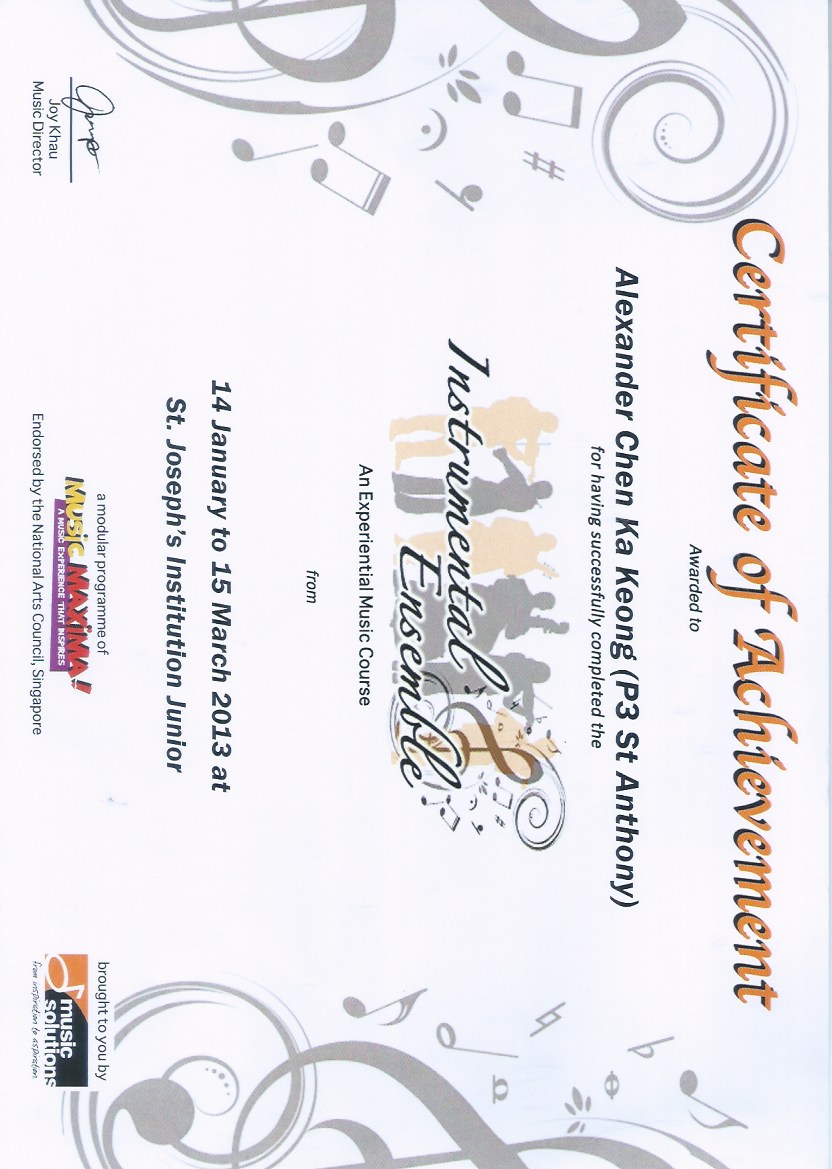 Certificate of Achievement
Awarded to
Alexander Chen Ka Keong (P3 St Anthony)
for having successfully completed the
Instrumental
Ensemble
An Experiential Music Course
from
14 January to 15 March 2013 at
St. Joseph's Institution Junior
Joy Khau
Music Director
a modular programme of
MUSiC MAXiMA!
A MUSIC EXPERIENCE THAT INSPIRES
Endorsed by the National Arts Council, Singapore
brought to you by
music
solutions
from inspiration to aspiration